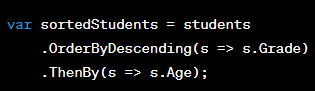 var sortedStudents = students
    .OrderByDescending(s => s.Grade)
    .ThenBy(s => s.Age);